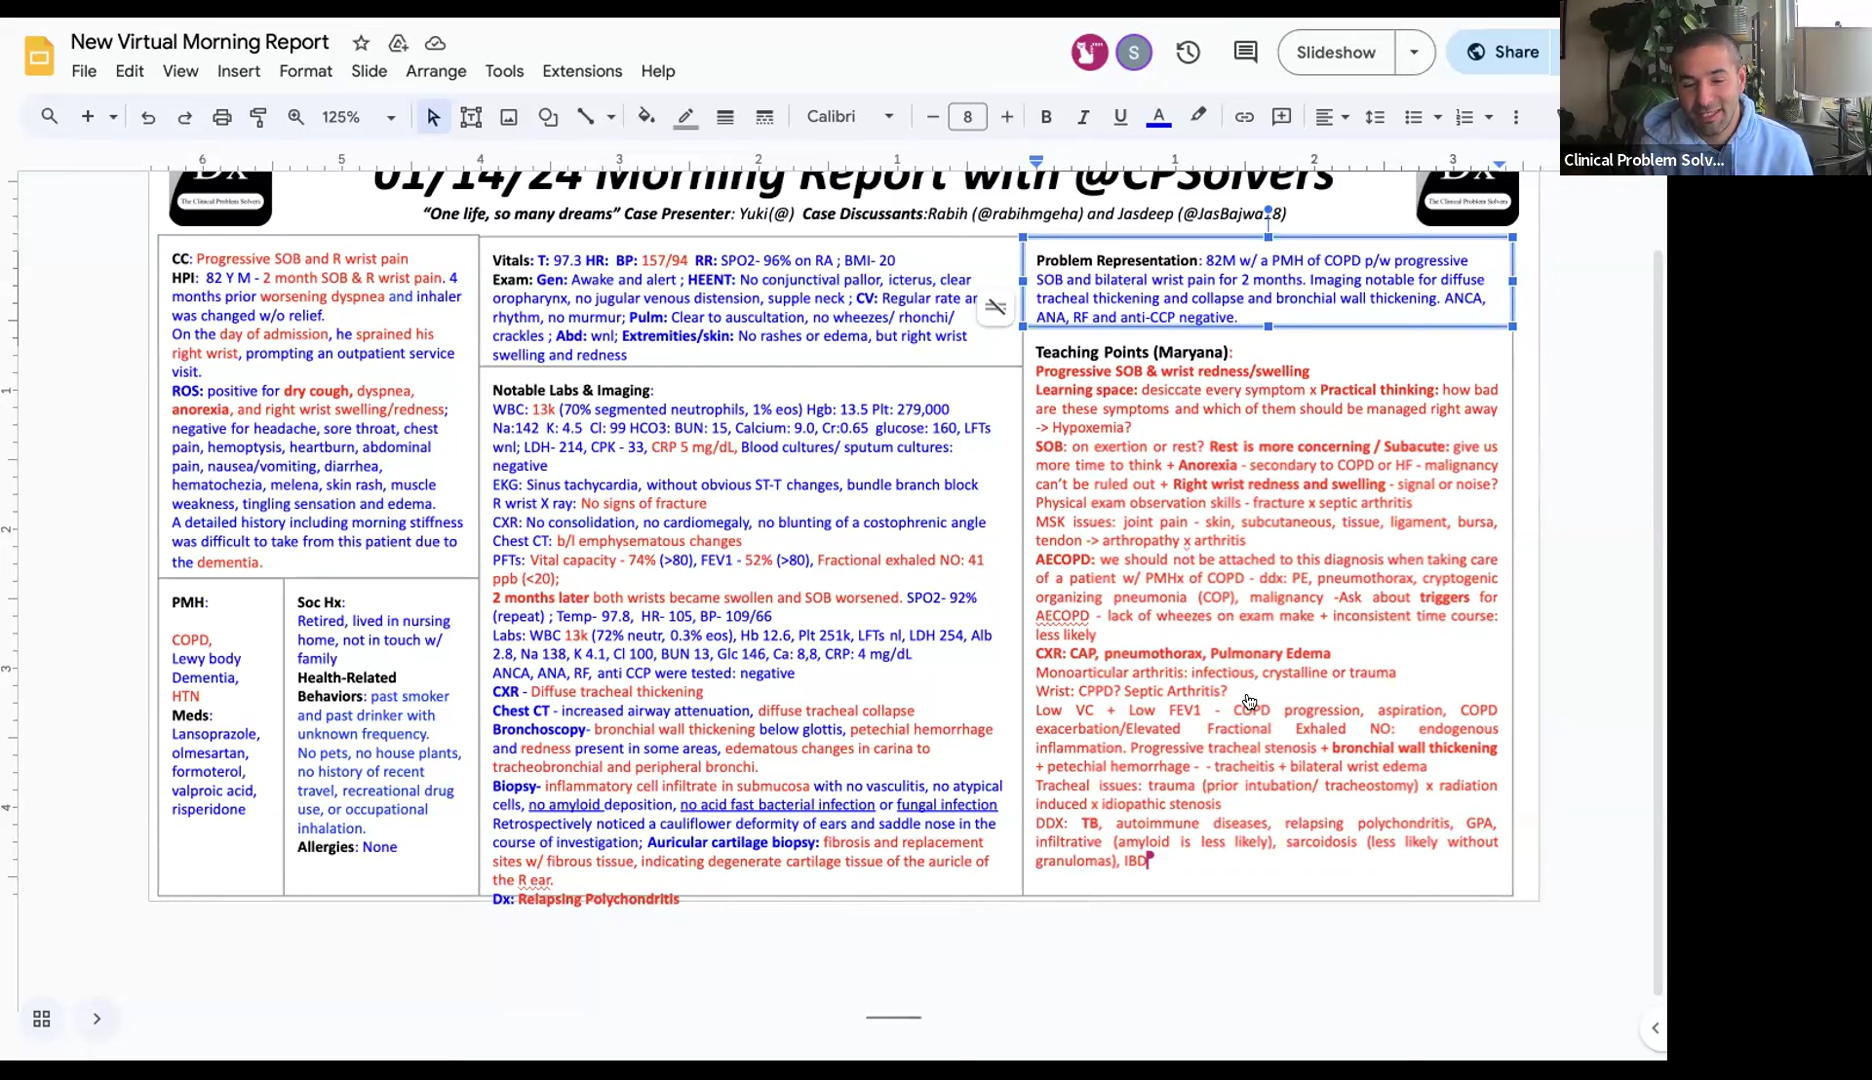 New Virtual Morning Report
File Edit View Insert Format Slide Arrange Tools Extensions Help
S
Slideshow
Share
125%
Calibri
8
Clinical Problem Solv...
6 5 4 3 2 1 1 2 3
1
2
3
4
01/14/24 Morning Report with @CPSolvers
Dx
The Clinical Problem Solvers
Dx
The Clinical Problem Solvers
“One life, so many dreams” Case Presenter: Yuki(@) Case Discussants:Rabih (@rabihmgeha) and Jasdeep (@JasBajwa18)
CC: Progressive SOB and R wrist pain
HPI: 82 Y M - 2 month SOB & R wrist pain. 4
months prior worsening dyspnea and inhaler
was changed w/o relief.
On the day of admission, he sprained his
right wrist, prompting an outpatient service
visit.
ROS: positive for dry cough, dyspnea,
anorexia, and right wrist swelling/redness;
negative for headache, sore throat, chest
pain, hemoptysis, heartburn, abdominal
pain, nausea/vomiting, diarrhea,
hematochezia, melena, skin rash, muscle
weakness, tingling sensation and edema.
A detailed history including morning stiffness
was difficult to take from this patient due to
the dementia.
PMH:
COPD,
Lewy body
Dementia,
HTN
Meds:
Lansoprazole,
olmesartan,
formoterol,
valproic acid,
risperidone
Soc Hx:
Retired, lived in nursing
home, not in touch w/
family
Health-Related
Behaviors: past smoker
and past drinker with
unknown frequency.
No pets, no house plants,
no history of recent
travel, recreational drug
use, or occupational
inhalation.
Allergies: None
Vitals: T: 97.3 HR: BP: 157/94 RR: SPO2- 96% on RA ; BMI- 20
Exam: Gen: Awake and alert ; HEENT: No conjunctival pallor, icterus, clear
oropharynx, no jugular venous distension, supple neck ; CV: Regular rate an
rhythm, no murmur; Pulm: Clear to auscultation, no wheezes/ rhonchi/
crackles ; Abd: wnl; Extremities/skin: No rashes or edema, but right wrist
swelling and redness
Notable Labs & Imaging:
WBC: 13k (70% segmented neutrophils, 1% eos) Hgb: 13.5 Plt: 279,000
Na:142 K: 4.5 Cl: 99 HCO3: BUN: 15, Calcium: 9.0, Cr:0.65 glucose: 160, LFTs
wnl; LDH- 214, CPK - 33, CRP 5 mg/dL, Blood cultures/ sputum cultures:
negative
EKG: Sinus tachycardia, without obvious ST-T changes, bundle branch block
R wrist X ray: No signs of fracture
CXR: No consolidation, no cardiomegaly, no blunting of a costophrenic angle
Chest CT: b/l emphysematous changes
PFTs: Vital capacity - 74% (>80), FEV1 - 52% (>80), Fractional exhaled NO: 41
ppb (<20);
2 months later both wrists became swollen and SOB worsened. SPO2- 92%
(repeat) ; Temp- 97.8, HR- 105, BP- 109/66
Labs: WBC 13k (72% neutr, 0.3% eos), Hb 12.6, Plt 251k, LFTs nl, LDH 254, Alb
2.8, Na 138, K 4.1, Cl 100, BUN 13, Glc 146, Ca: 8,8, CRP: 4 mg/dL
ANCA, ANA, RF, anti CCP were tested: negative
CXR - Diffuse tracheal thickening
Chest CT - increased airway attenuation, diffuse tracheal collapse
Bronchoscopy- bronchial wall thickening below glottis, petechial hemorrhage
and redness present in some areas, edematous changes in carina to
tracheobronchial and peripheral bronchi.
Biopsy- inflammatory cell infiltrate in submucosa with no vasculitis, no atypical
cells, no amyloid deposition, no acid fast bacterial infection or fungal infection
Retrospectively noticed a cauliflower deformity of ears and saddle nose in the
course of investigation; Auricular cartilage biopsy: fibrosis and replacement
sites w/ fibrous tissue, indicating degenerate cartilage tissue of the auricle of
the R ear.
Dx: Relapsing Polychondritis
Problem Representation: 82M w/ a PMH of COPD p/w progressive
SOB and bilateral wrist pain for 2 months. Imaging notable for diffuse
tracheal thickening and collapse and bronchial wall thickening. ANCA,
ANA, RF and anti-CCP negative.
Teaching Points (Maryana):
Progressive SOB & wrist redness/swelling
Learning space: desiccate every symptom x Practical thinking: how bad
are these symptoms and which of them should be managed right away
-> Hypoxemia?
SOB: on exertion or rest? Rest is more concerning / Subacute: give us
more time to think + Anorexia - secondary to COPD or HF - malignancy
can't be ruled out + Right wrist redness and swelling - signal or noise?
Physical exam observation skills - fracture x septic arthritis
MSK issues: joint pain - skin, subcutaneous, tissue, ligament, bursa,
tendon -> arthropathy x arthritis
AECOPD: we should not be attached to this diagnosis when taking care
of a patient w/ PMHx of COPD - ddx: PE, pneumothorax, cryptogenic
organizing pneumonia (COP), malignancy -Ask about triggers for
AECOPD - lack of wheezes on exam make + inconsistent time course:
less likely
CXR: CAP, pneumothorax, Pulmonary Edema
Monoarticular arthritis: infectious, crystalline or trauma
Wrist: CPPD? Septic Arthritis?
Low VC + Low FEV1 - COPD progression, aspiration, COPD
exacerbation/Elevated Fractional Exhaled NO: endogenous
inflammation. Progressive tracheal stenosis + bronchial wall thickening
+ petechial hemorrhage - - tracheitis + bilateral wrist edema
Tracheal issues: trauma (prior intubation/ tracheostomy) x radiation
induced x idiopathic stenosis
DDX: TB, autoimmune diseases, relapsing polychondritis, GPA,
infiltrative (amyloid is less likely), sarcoidosis (less likely without
granulomas), IBD